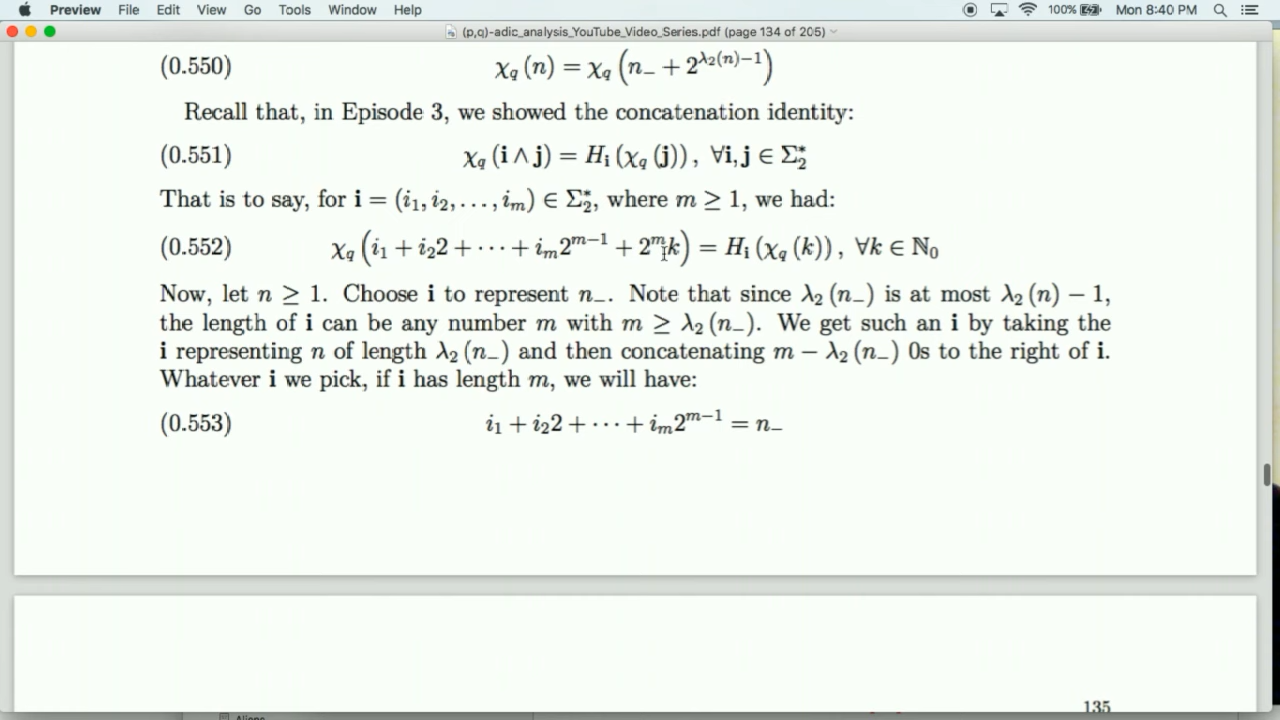 Preview File Edit View Go Tools Window Help 100% Mon 8:40 PM
(p,q)-adic_analysis_YouTube_Video_Series.pdf (page 134 of 205)
(0.550) χ_q (n) = χ_q (n_− + 2^{λ_2(n)−1})
Recall that, in Episode 3, we showed the concatenation identity:
(0.551) χ_q (i ∧ j) = H_i (χ_q (j)), ∀i, j ∈ Σ_2^*
That is to say, for i = (i_1, i_2, . . . , i_m) ∈ Σ_2^*, where m ≥ 1, we had:
(0.552) χ_q (i_1 + i_2 2 + · · · + i_m 2^{m−1} + 2^m k) = H_i (χ_q (k)), ∀k ∈ ℕ_0
Now, let n ≥ 1. Choose i to represent n_−. Note that since λ_2 (n_−) is at most λ_2 (n) − 1,
the length of i can be any number m with m ≥ λ_2 (n_−). We get such an i by taking the
i representing n of length λ_2 (n_−) and then concatenating m − λ_2 (n_−) 0s to the right of i.
Whatever i we pick, if i has length m, we will have:
(0.553) i_1 + i_2 2 + · · · + i_m 2^{m−1} = n_−
135